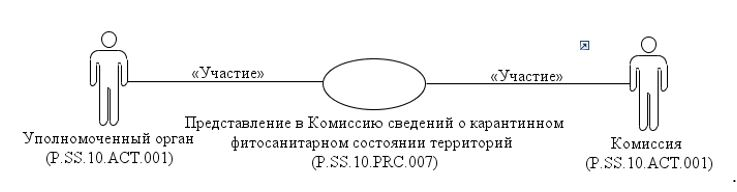 «Участие»
«Участие»
Уполномоченный орган
(P.SS.10.ACT.001)
Представление в Комиссию сведений о карантинном
фитосанитарном состоянии территорий
(P.SS.10.PRC.007)
Комиссия
(P.SS.10.ACT.001)
.